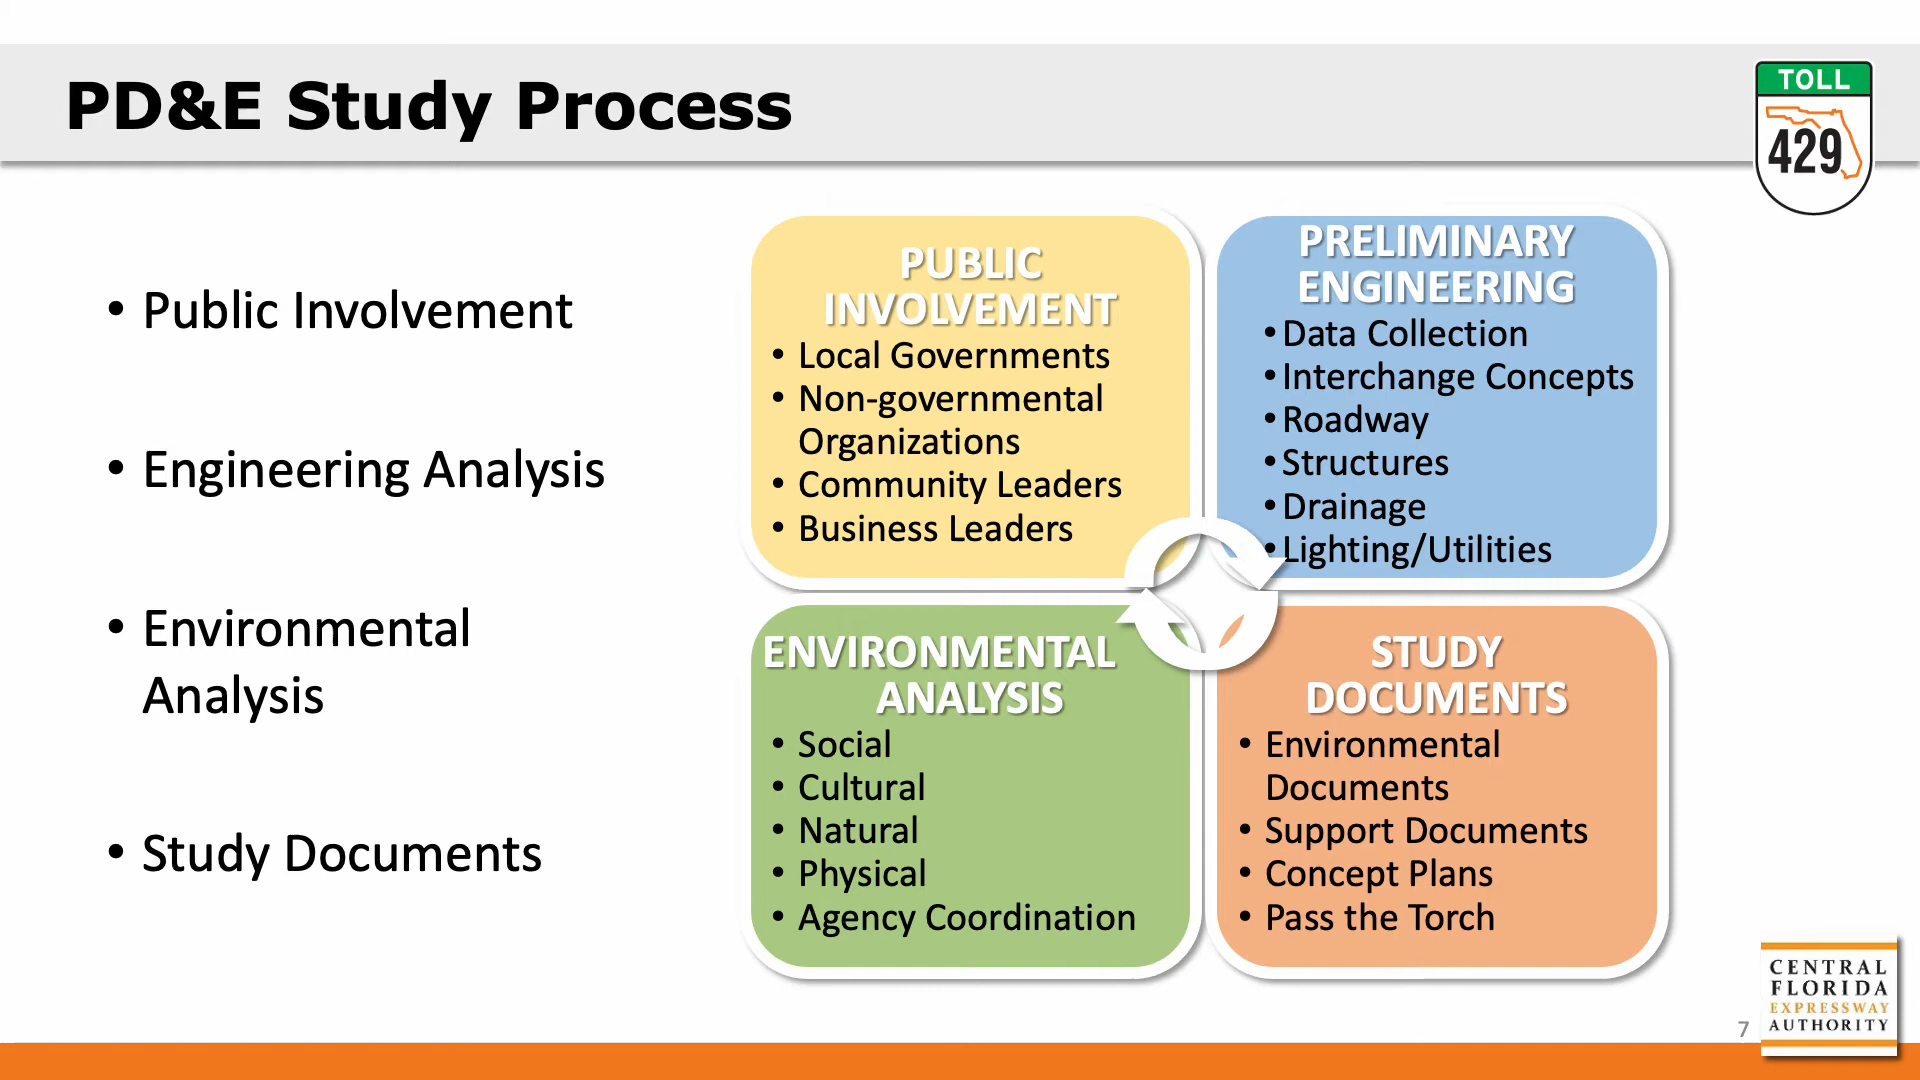 PD&E Study Process
TOLL
429
• Public Involvement
• Engineering Analysis
• Environmental
Analysis
• Study Documents
PUBLIC
INVOLVEMENT
• Local Governments
• Non-governmental
Organizations
• Community Leaders
• Business Leaders
PRELIMINARY
ENGINEERING
• Data Collection
• Interchange Concepts
• Roadway
• Structures
• Drainage
• Lighting/Utilities
ENVIRONMENTAL
ANALYSIS
• Social
• Cultural
• Natural
• Physical
• Agency Coordination
STUDY
DOCUMENTS
• Environmental
Documents
• Support Documents
• Concept Plans
• Pass the Torch
7
CENTRAL
FLORIDA
EXPRESSWAY
AUTHORITY